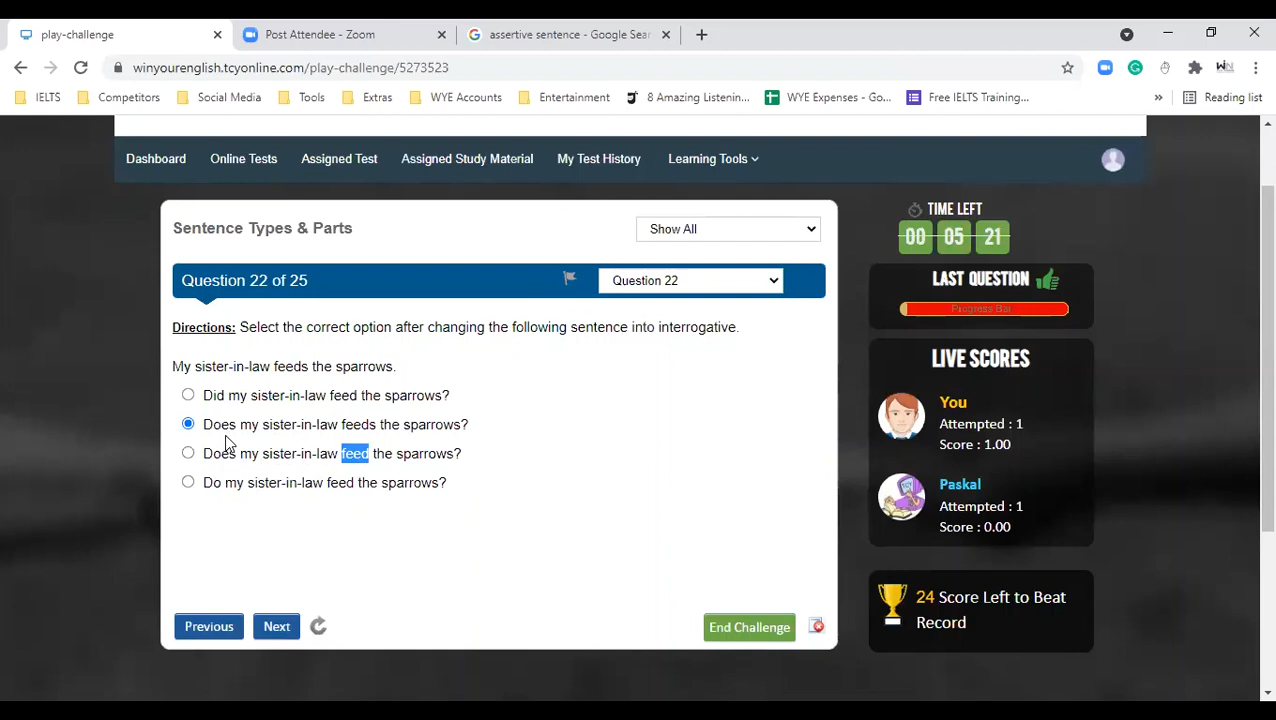 play-challenge
Post Attendee - Zoom
assertive sentence - Google Sear
winyourenglish.tcyonline.com/play-challenge/5273523
IELTS
Competitors
Social Media
Tools
Extras
WYE Accounts
Entertainment
8 Amazing Listenin...
WYE Expenses - Go...
Free IELTS Training...
»
Reading list
Dashboard
Online Tests
Assigned Test
Assigned Study Material
My Test History
Learning Tools
Sentence Types & Parts
Show All
TIME LEFT
00 05 21
Question 22 of 25
Question 22
LAST QUESTION
Progress Bar
Directions: Select the correct option after changing the following sentence into interrogative.
My sister-in-law feeds the sparrows.
Did my sister-in-law feed the sparrows?
Does my sister-in-law feeds the sparrows?
Does my sister-in-law feed the sparrows?
Do my sister-in-law feed the sparrows?
LIVE SCORES
You
Attempted : 1
Score : 1.00
Paskal
Attempted : 1
Score : 0.00
24 Score Left to Beat
Record
Previous
Next
End Challenge